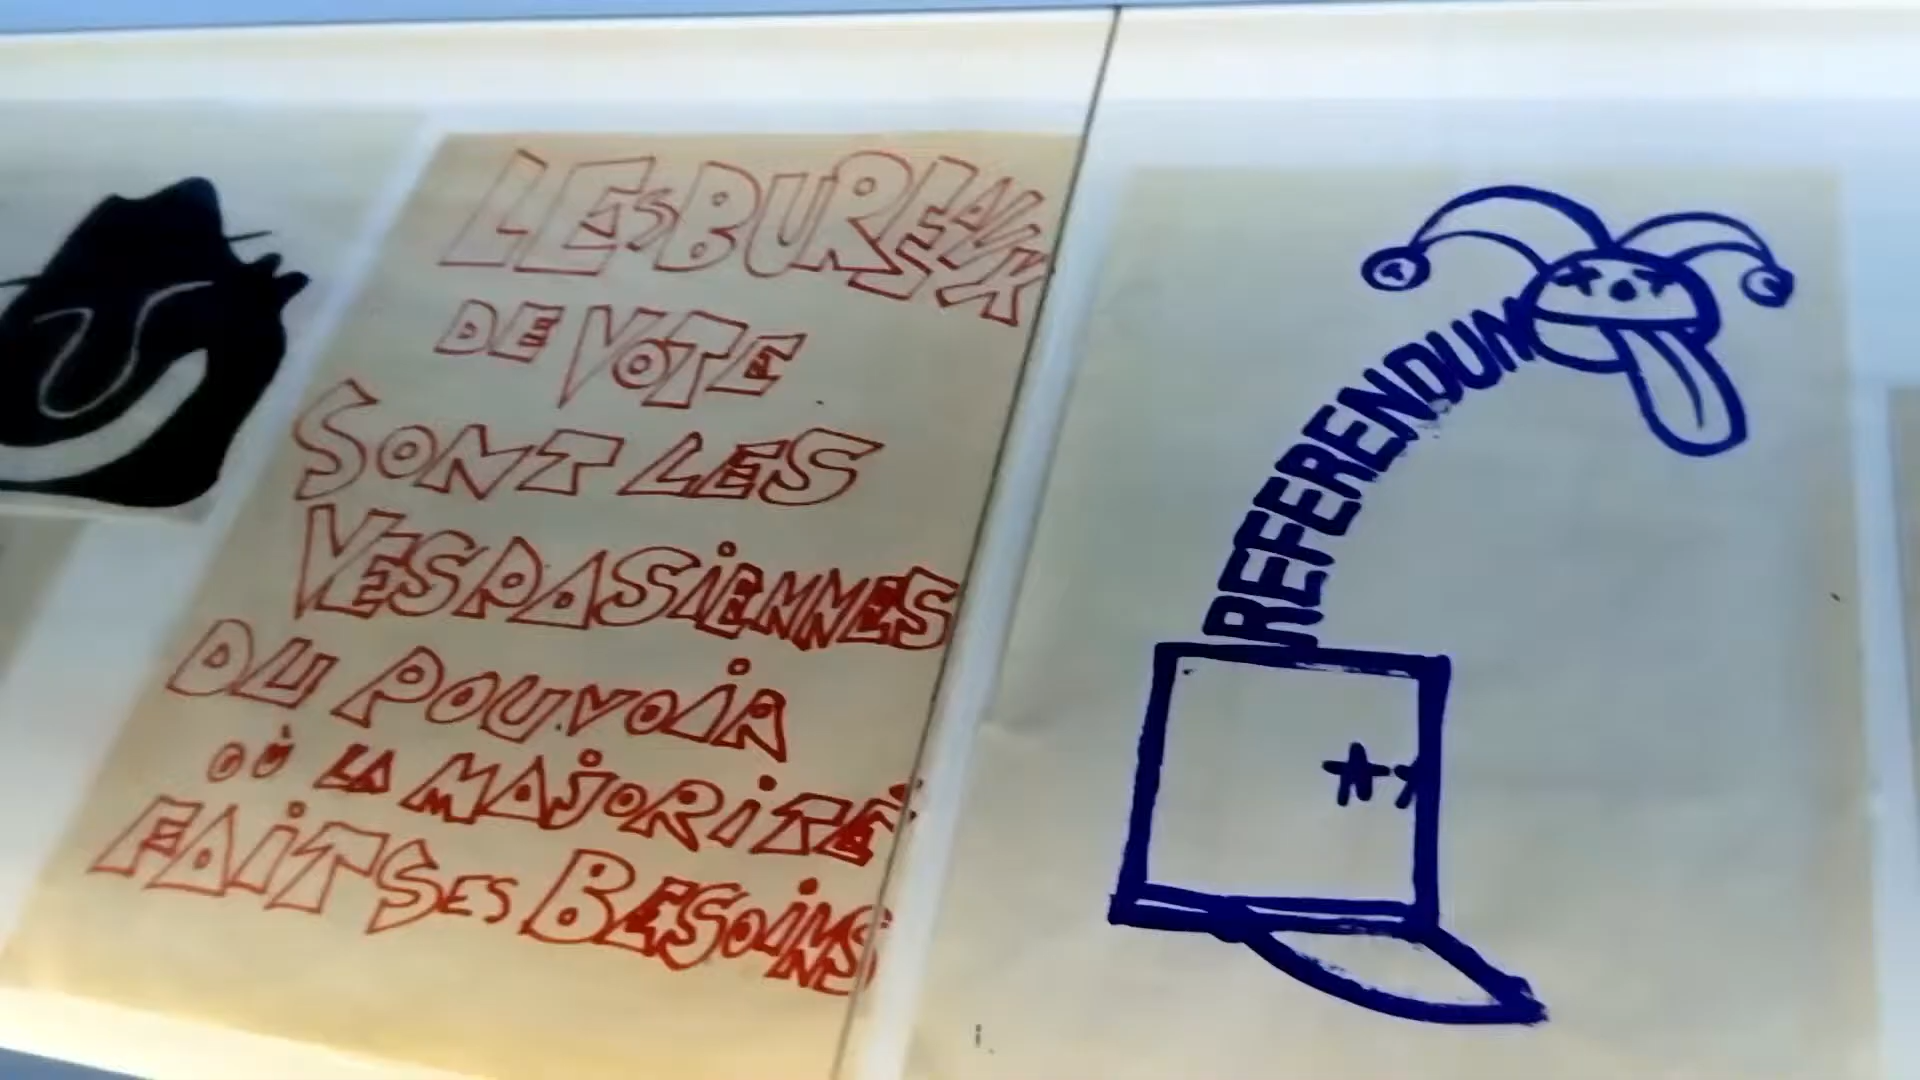 LES BUREAUX
DE VOTE
SONT LES
VESPASiENNES
DU POUVOiR
OÙ LA MAJORiTÉ
FAiT SES BESOiNS
REFERENDUM